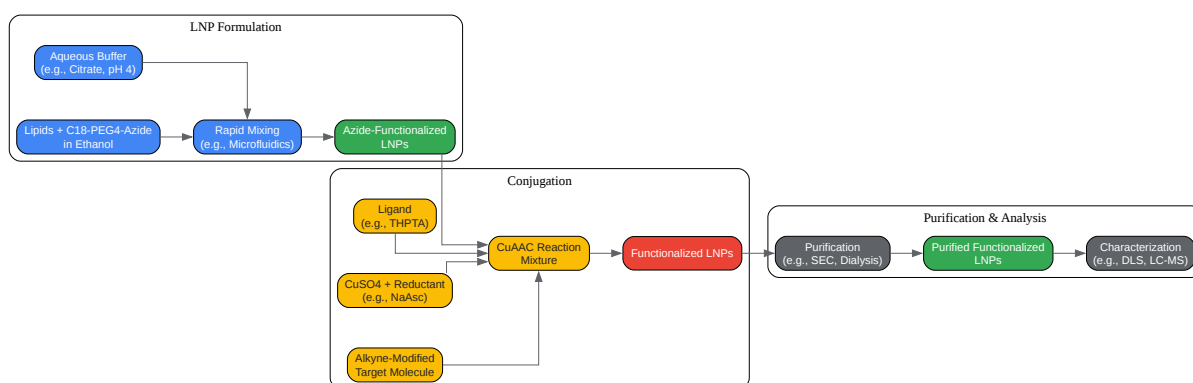 LNP Formulation
Aqueous Buffer
(e.g., Citrate, pH 4)
Lipids + C18-PEG4-Azide
in Ethanol
Rapid Mixing
(e.g., Microfluidics)
Azide-Functionalized
LNPs
Conjugation
Ligand
(e.g., THPTA)
CuAAC Reaction
Mixture
Functionalized LNPs
CuSO4 + Reductant
(e.g., NaAsc)
Alkyne-Modified
Target Molecule
Purification & Analysis
Purification
(e.g., SEC, Dialysis)
Purified Functionalized
LNPs
Characterization
(e.g., DLS, LC-MS)